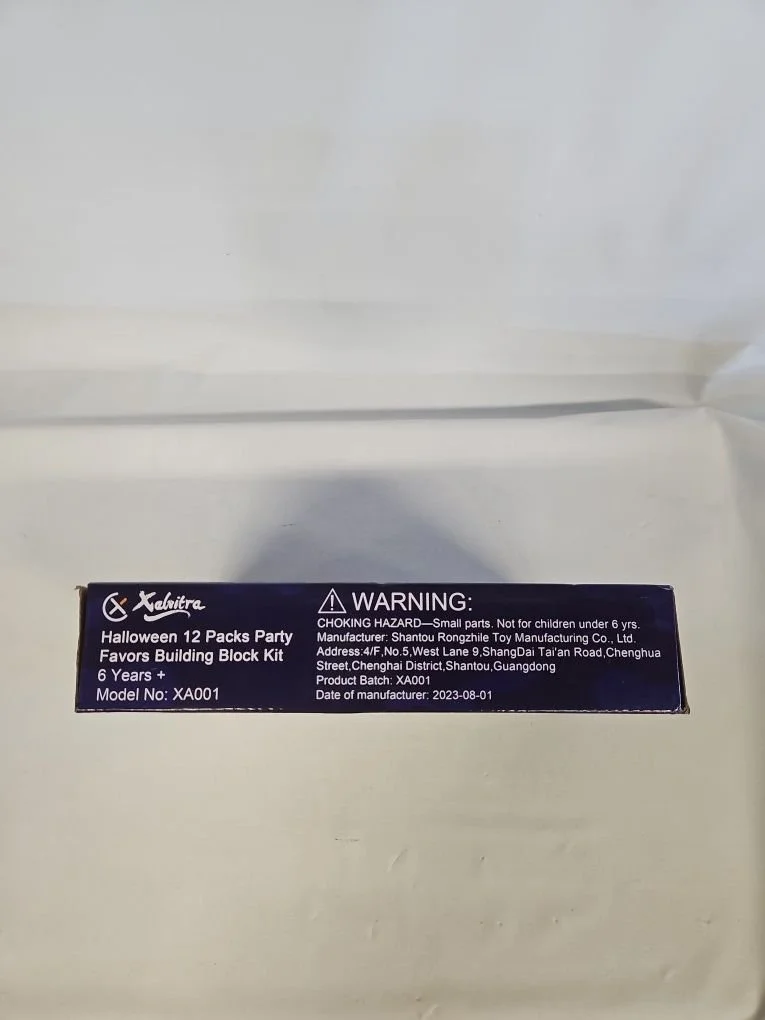 Xalvitra
Halloween 12 Packs Party
Favors Building Block Kit
6 Years +
Model No: XA001
WARNING:
CHOKING HAZARD—Small parts. Not for children under 6 yrs.
Manufacturer: Shantou Rongzhile Toy Manufacturing Co., Ltd.
Address:4/F,No.5,West Lane 9,ShangDai Tai'an Road,Chenghua
Street,Chenghai District,Shantou,Guangdong
Product Batch: XA001
Date of manufacturer: 2023-08-01